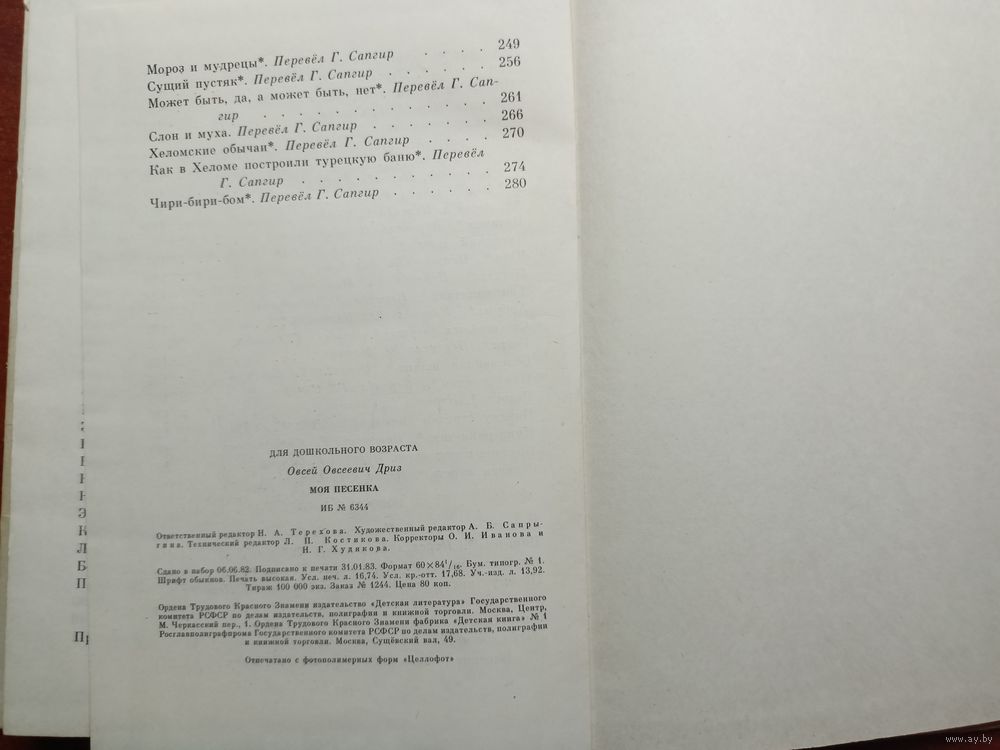 Мороз и мудрецы*. Перевёл Г. Сапгир . . . . 249
Сущий пустяк*. Перевёл Г. Сапгир . . . . . . 256
Может быть, да, а может быть, нет*. Перевёл Г. Сап-
гир . . . . . . . . . . . 261
Слон и муха. Перевёл Г. Сапгир . . . . . . 266
Хеломские обычаи*. Перевёл Г. Сапгир . . . . 270
Как в Хеломе построили турецкую баню*. Перевёл
Г. Сапгир . . . . . . . . . . 274
Чири-бири-бом*. Перевёл Г. Сапгир . . . . . 280
ДЛЯ ДОШКОЛЬНОГО ВОЗРАСТА
Овсей Овсеевич Дриз
МОЯ ПЕСЕНКА
ИБ № 6344
Ответственный редактор Н. А. Терехова. Художественный редактор А. Б. Сапры-
гина. Технический редактор Л. П. Костикова. Корректоры О. И. Иванова и
Н. Г. Худякова.
Сдано в набор 06.06.82. Подписано к печати 31.01.83. Формат 60×84¹/₁₆. Бум. типогр. № 1.
Шрифт обыкнов. Печать высокая. Усл. печ. л. 16,74. Усл. кр.-отт. 17,68. Уч.-изд. л. 13,92.
Тираж 100 000 экз. Заказ № 1244. Цена 80 коп.
Ордена Трудового Красного Знамени издательство «Детская литература» Государственного
комитета РСФСР по делам издательств, полиграфии и книжной торговли. Москва, Центр,
М. Черкасский пер., 1. Ордена Трудового Красного Знамени фабрика «Детская книга» № 1
Росглавполиграфпрома Государственного комитета РСФСР по делам издательств, полиграфии
и книжной торговли. Москва, Сущёвский вал, 49.
Отпечатано с фотополимерных форм «Целлофот»
Э
К
Л
Б
П
Пр
www.ay.by